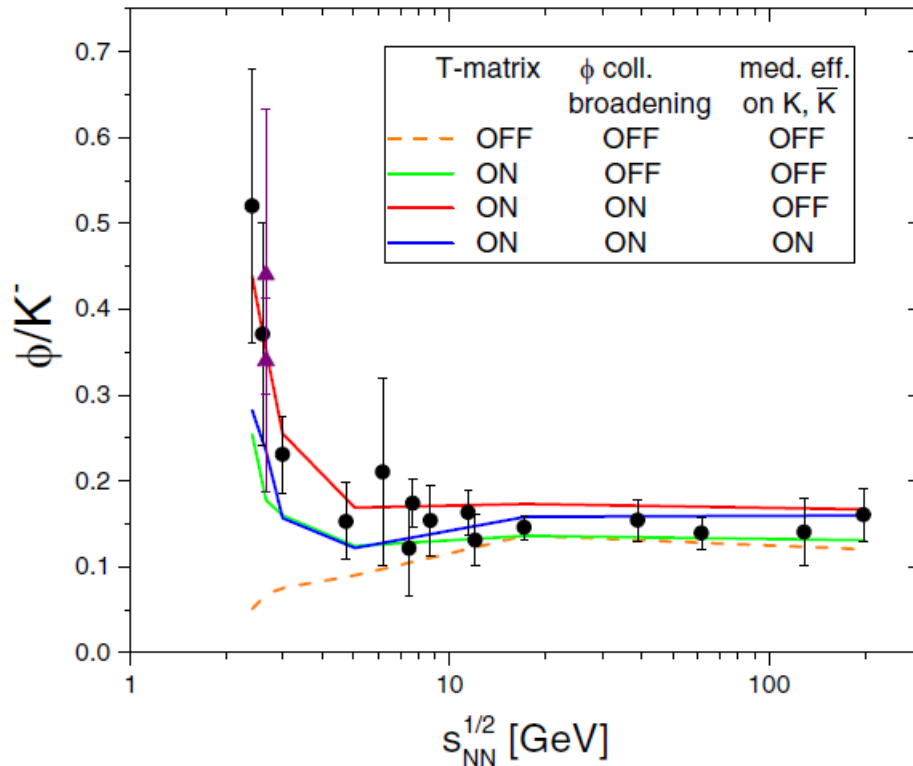 0.7
0.6
0.5
0.4
0.3
0.2
0.1
0.0
1
10
100
ϕ/K⁻
s_NN^1/2 [GeV]
T-matrix ϕ coll. med. eff.
broadening on K, K̅
OFF OFF OFF
ON OFF OFF
ON ON OFF
ON ON ON